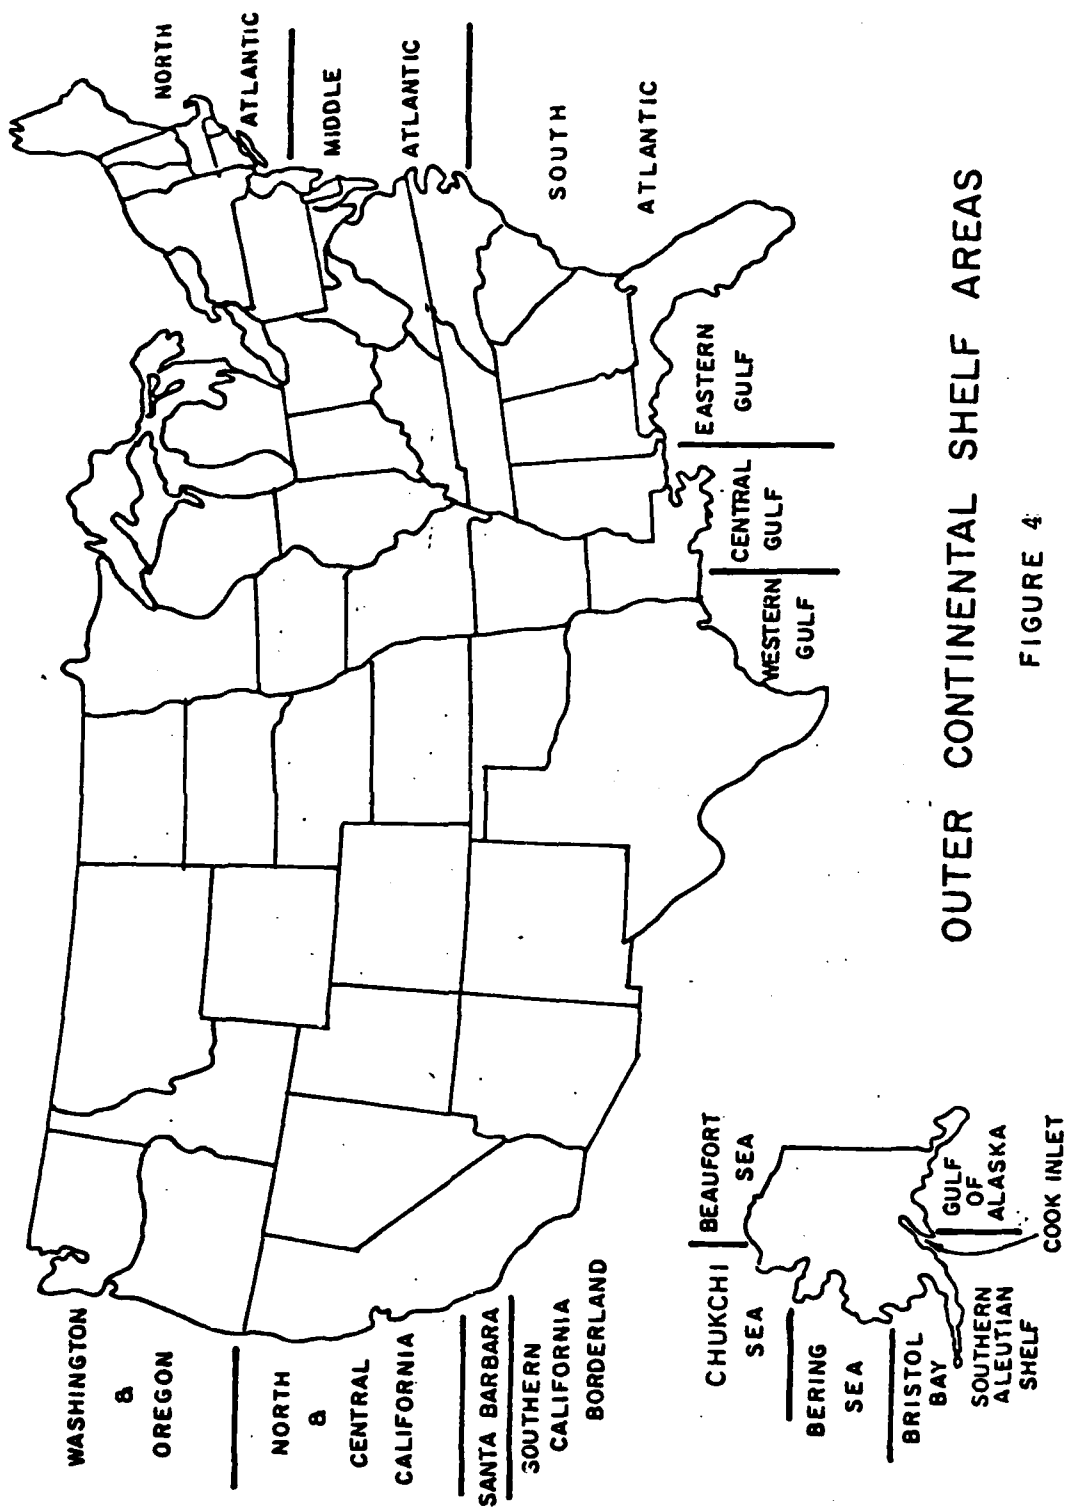 NORTH
ATLANTIC
MIDDLE
ATLANTIC
SOUTH
ATLANTIC
EASTERN
GULF
CENTRAL
GULF
WESTERN
GULF
WASHINGTON
&
OREGON
NORTH
&
CENTRAL
CALIFORNIA
SANTA BARBARA
SOUTHERN
CALIFORNIA
BORDERLAND
CHUKCHI
SEA
BEAUFORT
SEA
BERING
SEA
BRISTOL
BAY
SOUTHERN
ALEUTIAN
SHELF
GULF
OF
ALASKA
COOK INLET
OUTER CONTINENTAL SHELF AREAS
FIGURE 4